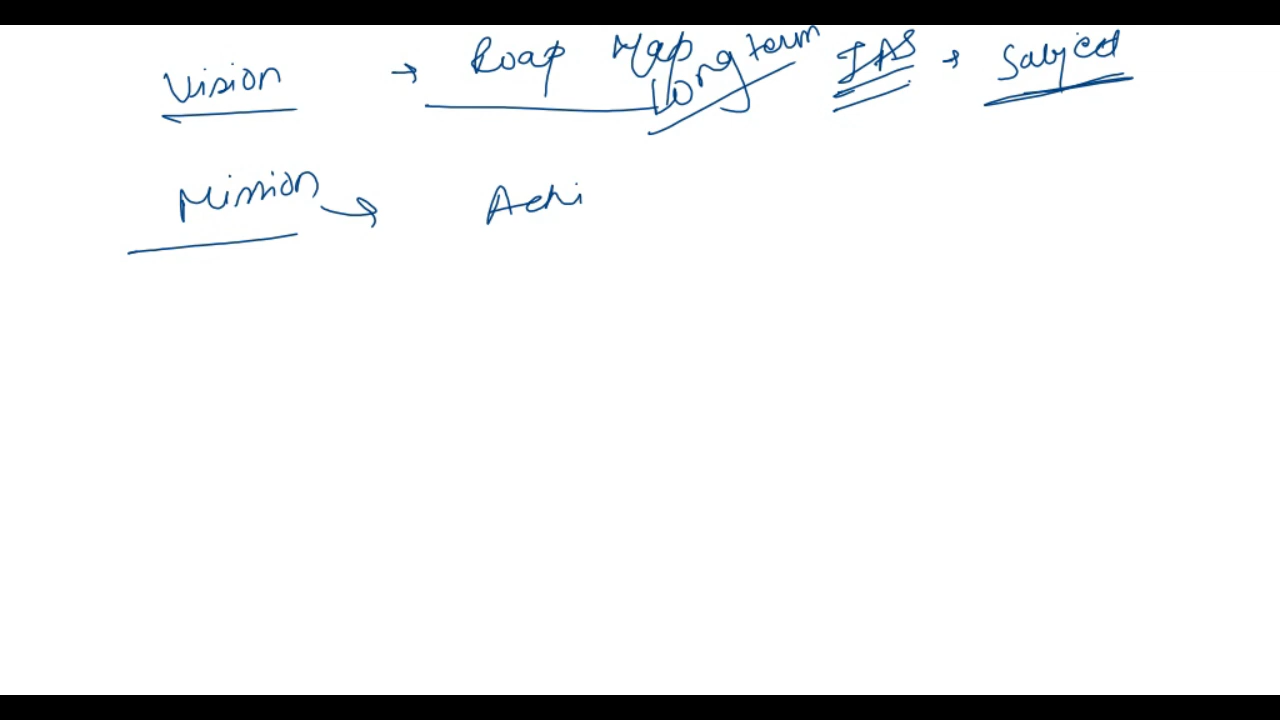 Vision → Roap Map Long term IAS → Subject
Mission → Achi